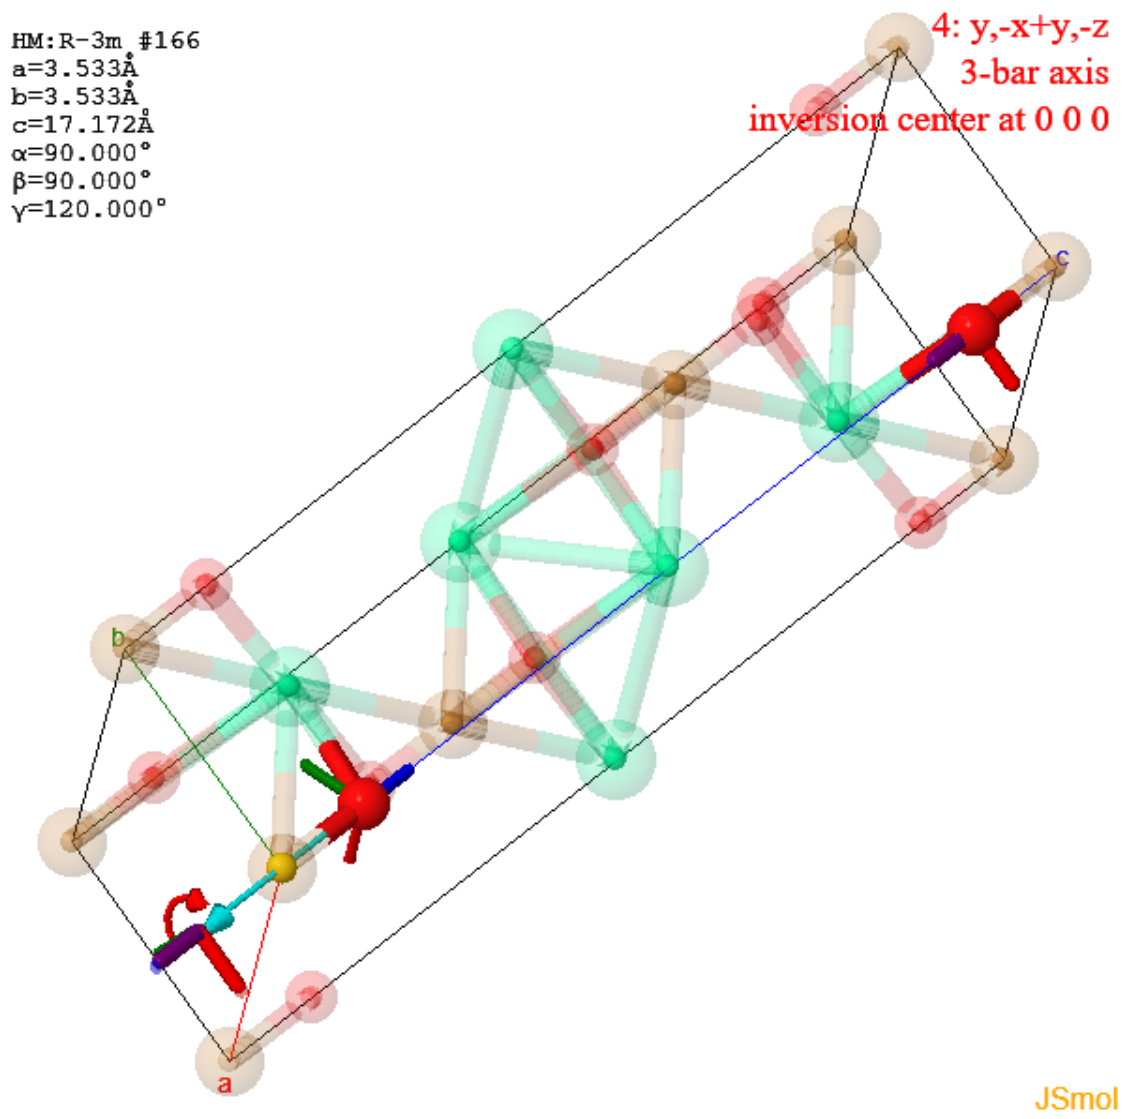 HM:R-3m #166
a=3.533Å
b=3.533Å
c=17.172Å
α=90.000°
β=90.000°
γ=120.000°
4: y,-x+y,-z
3-bar axis
inversion center at 0 0 0
c
b
a
JSmol